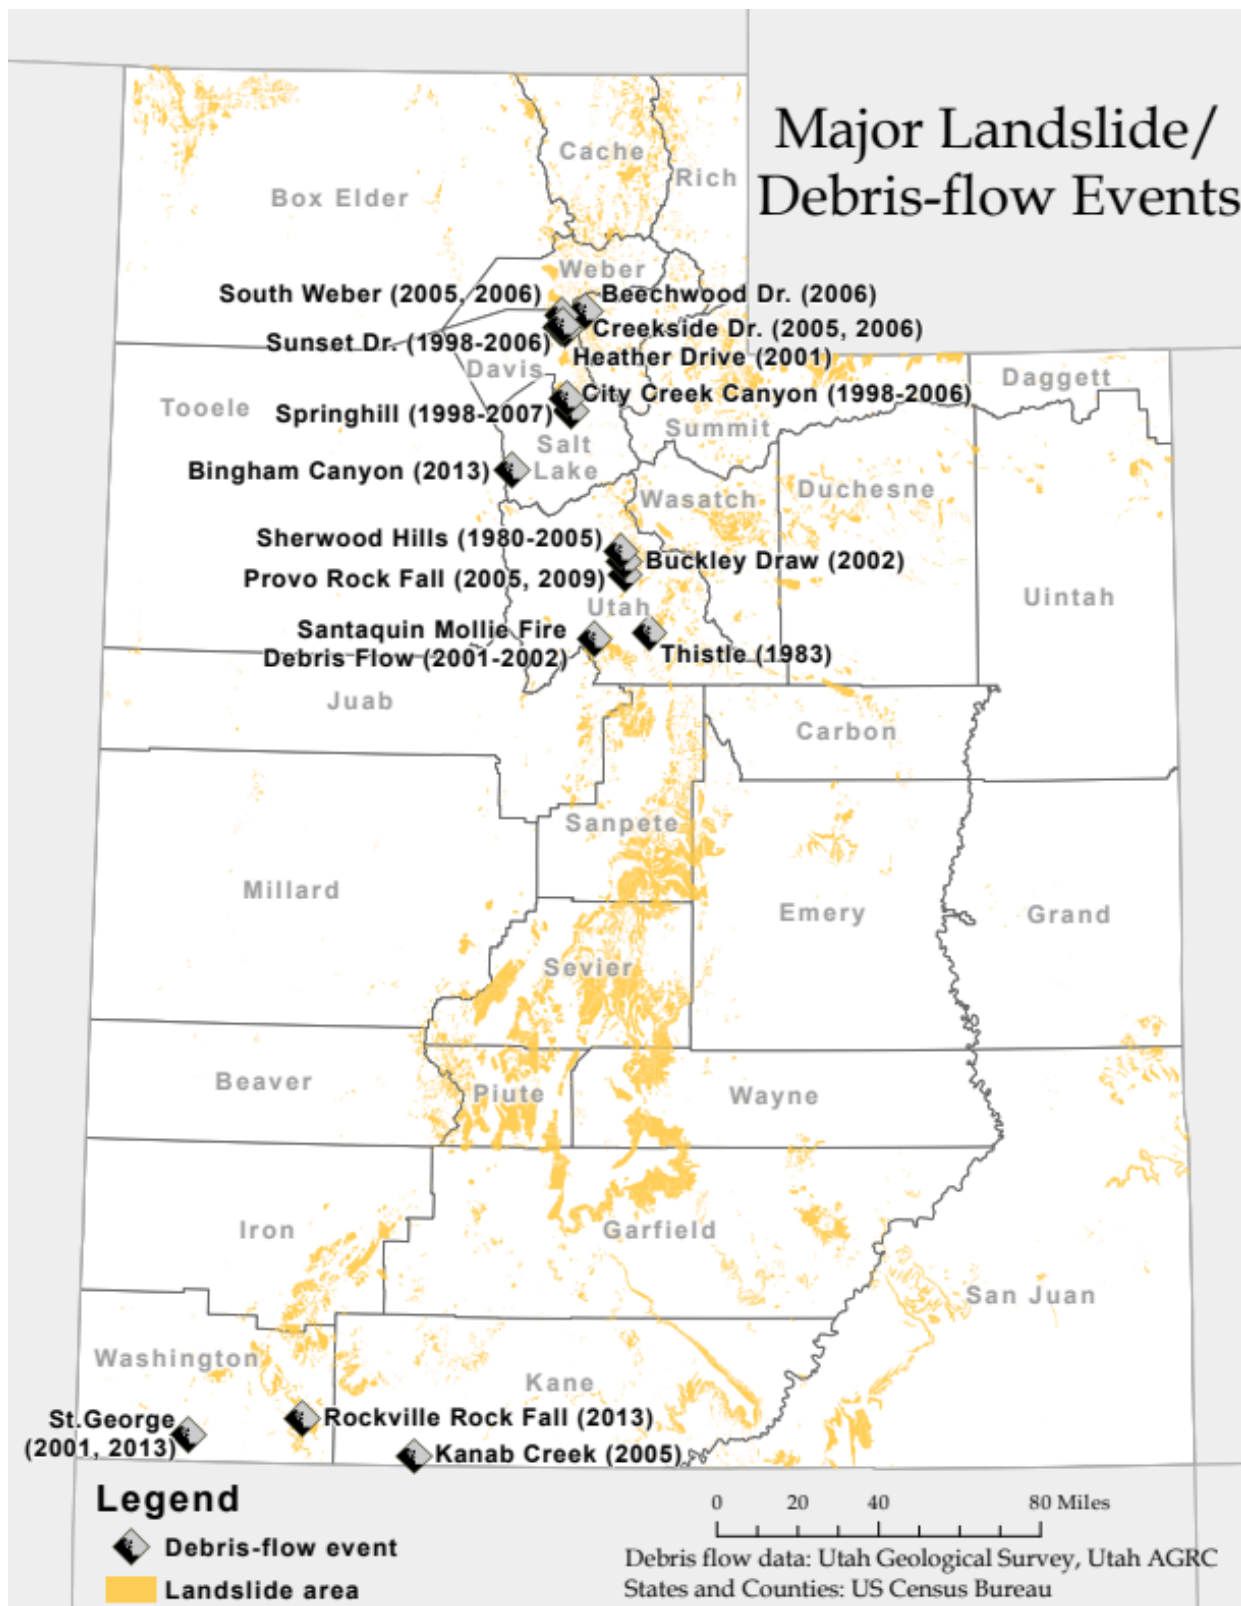 Major Landslide/
Debris-flow Events
Cache
Rich
Box Elder
Weber
South Weber (2005, 2006)
Beechwood Dr. (2006)
Creekside Dr. (2005, 2006)
Sunset Dr. (1998-2006)
Heather Drive (2001)
Davis
Daggett
City Creek Canyon (1998-2006)
Tooele
Springhill (1998-2007)
Summit
Salt
Lake
Bingham Canyon (2013)
Wasatch
Duchesne
Sherwood Hills (1980-2005)
Buckley Draw (2002)
Provo Rock Fall (2005, 2009)
Uintah
Utah
Santaquin Mollie Fire
Debris Flow (2001-2002)
Thistle (1983)
Juab
Carbon
Sanpete
Millard
Emery
Grand
Sevier
Beaver
Piute
Wayne
Iron
Garfield
San Juan
Washington
Kane
St.George
(2001, 2013)
Rockville Rock Fall (2013)
Kanab Creek (2005)
Legend
Debris-flow event
Landslide area
0 20 40 80 Miles
Debris flow data: Utah Geological Survey, Utah AGRC
States and Counties: US Census Bureau